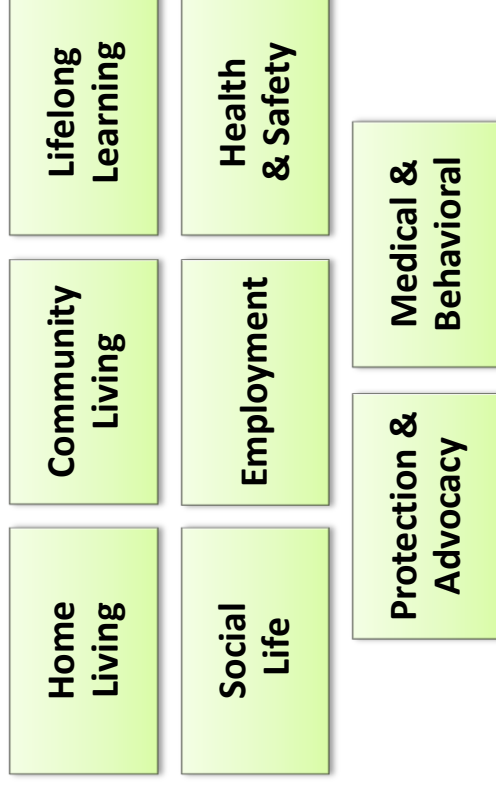 Home
Living
Community
Living
Lifelong
Learning
Social
Life
Employment
Health
& Safety
Protection &
Advocacy
Medical &
Behavioral